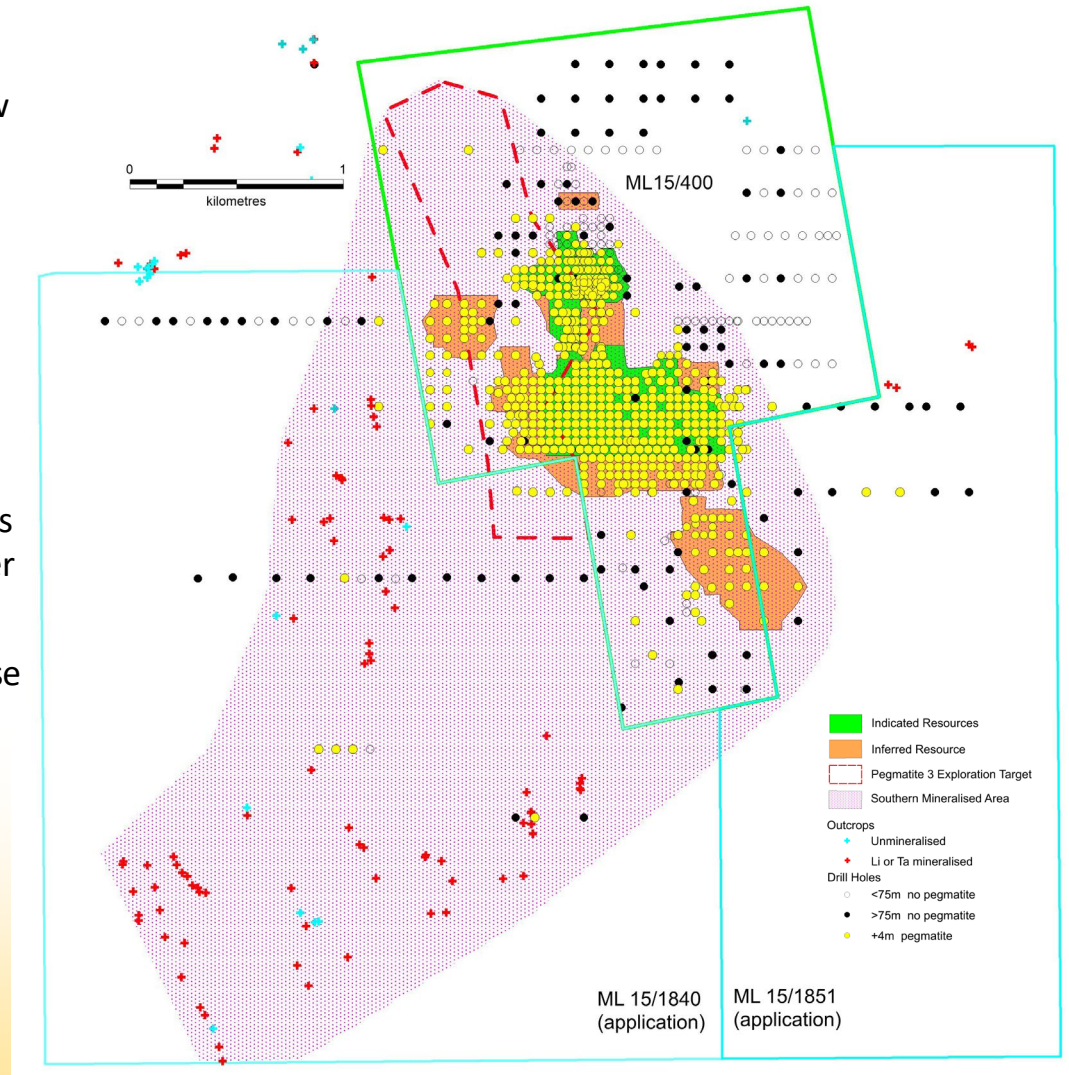 0
1
kilometres
ML15/400
s
er
se
Indicated Resources
Inferred Resource
Pegmatite 3 Exploration Target
Southern Mineralised Area
Outcrops
Unmineralised
Li or Ta mineralised
Drill Holes
<75m no pegmatite
>75m no pegmatite
+4m pegmatite
ML 15/1840
(application)
ML 15/1851
(application)